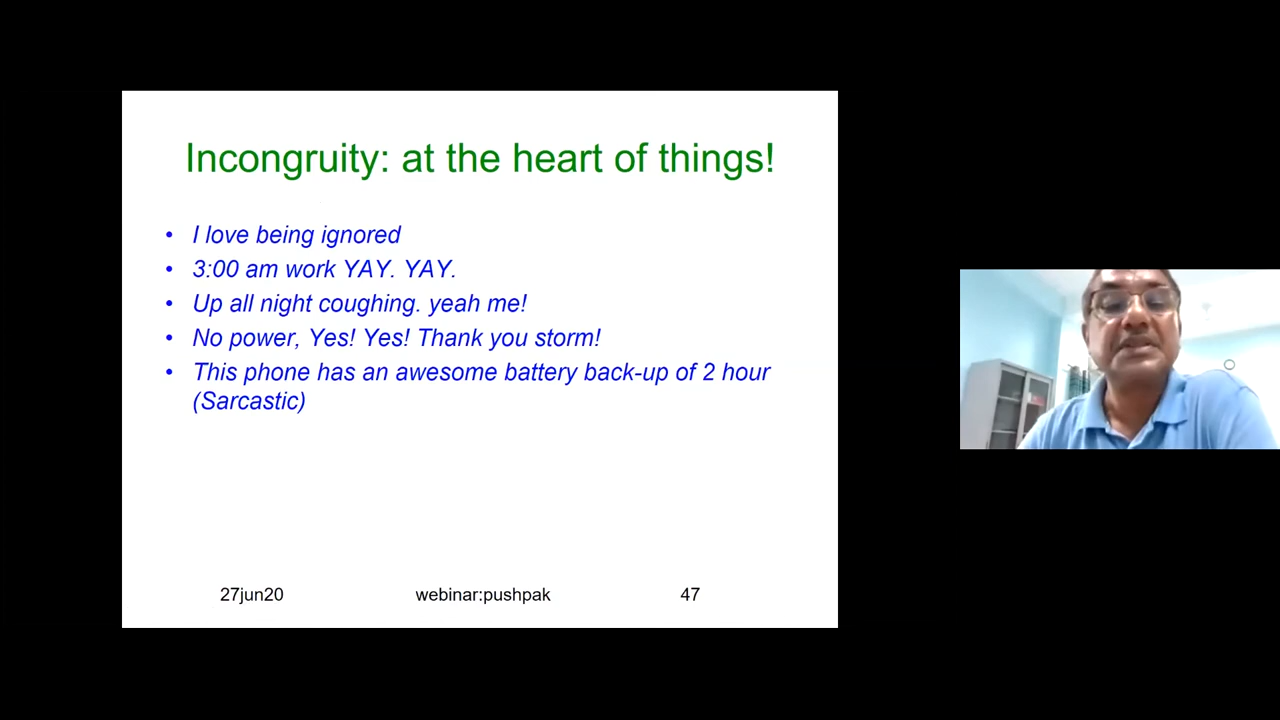 Incongruity: at the heart of things!
• I love being ignored
• 3:00 am work YAY. YAY.
• Up all night coughing. yeah me!
• No power, Yes! Yes! Thank you storm!
• This phone has an awesome battery back-up of 2 hour
(Sarcastic)
27jun20 webinar:pushpak 47